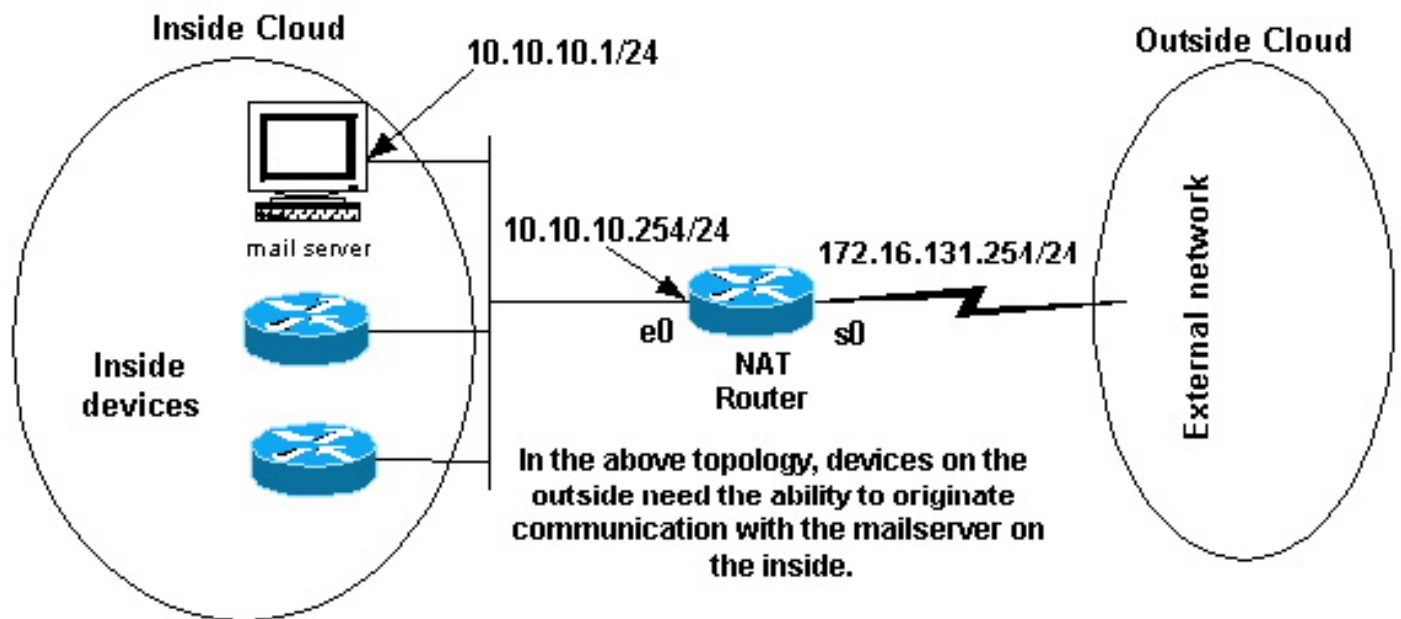 Inside Cloud
10.10.10.1/24
Outside Cloud
mail server
10.10.10.254/24
172.16.131.254/24
e0
s0
NAT
Router
Inside
devices
External network
In the above topology, devices on the
outside need the ability to originate
communication with the mailserver on
the inside.